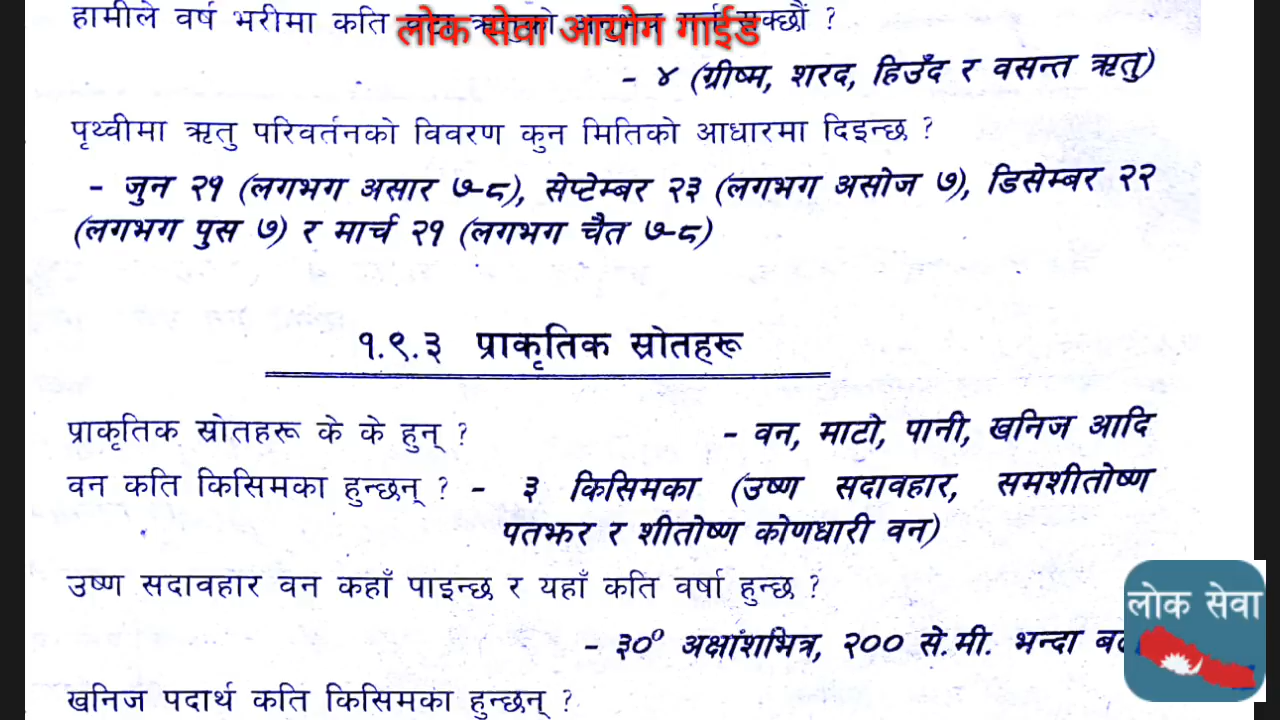 हामीले वर्ष भरीमा कति सक्छौं ?
लोक सेवा आयोग गाईड
- ४ (ग्रीष्म, शरद, हिउँद र वसन्त ऋतु)
पृथ्वीमा ऋतु परिवर्तनको विवरण कुन मितिको आधारमा दिइन्छ ?
- जुन २१ (लगभग असार ७-८), सेप्टेम्बर २३ (लगभग असोज ७), डिसेम्बर २२
(लगभग पुस ७) र मार्च २१ (लगभग चैत ७-८)
१.९.३ प्राकृतिक स्रोतहरू
प्राकृतिक स्रोतहरू के के हुन् ? - वन, माटो, पानी, खनिज आदि
वन कति किसिमका हुन्छन् ? - ३ किसिमका (उष्ण सदावहार, समशीतोष्ण
पतझर र शीतोष्ण कोणधारी वन)
उष्ण सदावहार वन कहाँ पाइन्छ र यहाँ कति वर्षा हुन्छ ?
- ३०⁰ अक्षांशभित्र, २०० से.मी. भन्दा
लोक सेवा
खनिज पदार्थ कति किसिमका हुन्छन् ?